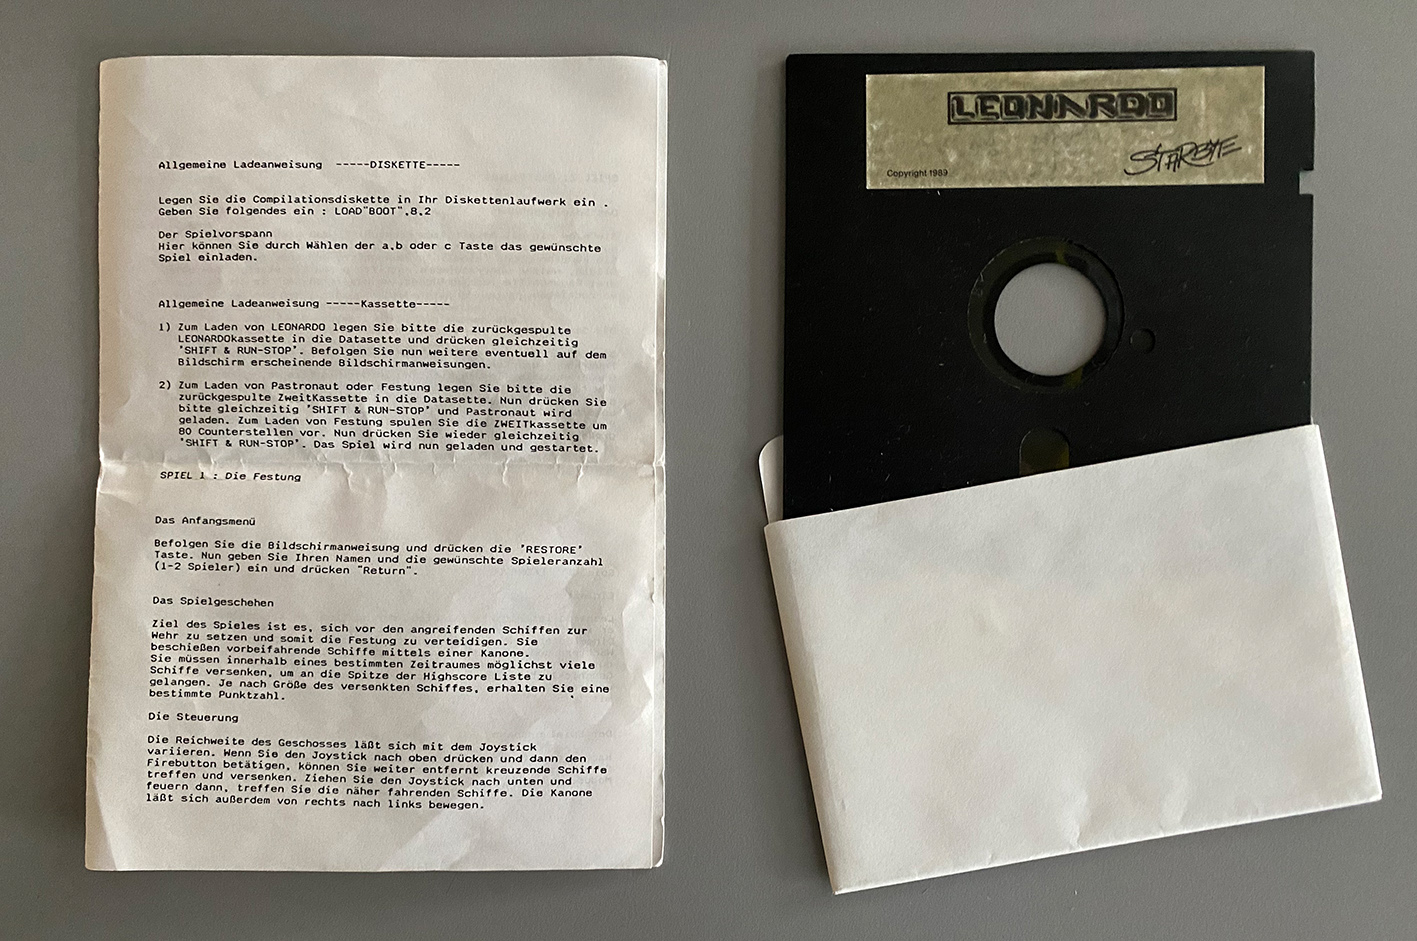 Allgemeine Ladeanweisung -----DISKETTE-----
Legen Sie die Compilationsdiskette in Ihr Diskettenlaufwerk ein .
Geben Sie folgendes ein : LOAD"BOOT",8,2
Der Spielvorspann
Hier können Sie durch Wählen der a,b oder c Taste das gewünschte
Spiel einladen.
Allgemeine Ladeanweisung -----Kassette-----
1) Zum Laden von LEONARDO legen Sie bitte die zurückgespulte
LEONARDOkassette in die Datasette und drücken gleichzeitig
'SHIFT & RUN-STOP'. Befolgen Sie nun weitere eventuell auf dem
Bildschirm erscheinende Bildschirmanweisungen.
2) Zum Laden von Pastronaut oder Festung legen Sie bitte die
zurückgespulte ZweitKassette in die Datasette. Nun drücken Sie
bitte gleichzeitig 'SHIFT & RUN-STOP' und Pastronaut wird
geladen. Zum Laden von Festung spulen Sie die ZWEITkassette um
80 Counterstellen vor. Nun drücken Sie wieder gleichzeitig
'SHIFT & RUN-STOP'. Das Spiel wird nun geladen und gestartet.
SPIEL 1 : Die Festung
Das Anfangsmenü
Befolgen Sie die Bildschirmanweisung und drücken die 'RESTORE'
Taste. Nun geben Sie Ihren Namen und die gewünschte Spieleranzahl
(1-2 Spieler) ein und drücken "Return".
Das Spielgeschehen
Ziel des Spieles ist es, sich vor den angreifenden Schiffen zur
Wehr zu setzen und somit die Festung zu verteidigen. Sie
beschießen vorbeifahrende Schiffe mittels einer Kanone.
Sie müssen innerhalb eines bestimmten Zeitraumes möglichst viele
Schiffe versenken, um an die Spitze der Highscore Liste zu
gelangen. Je nach Größe des versenkten Schiffes, erhalten Sie eine
bestimmte Punktzahl.
Die Steuerung
Die Reichweite des Geschosses läßt sich mit dem Joystick
variieren. Wenn Sie den Joystick nach oben drücken und dann den
Firebutton betätigen, können Sie weiter entfernt kreuzende Schiffe
treffen und versenken. Ziehen Sie den Joystick nach unten und
feuern dann, treffen Sie die näher fahrenden Schiffe. Die Kanone
läßt sich außerdem von rechts nach links bewegen.
LEONARDO
STARBYTE
Copyright 1989